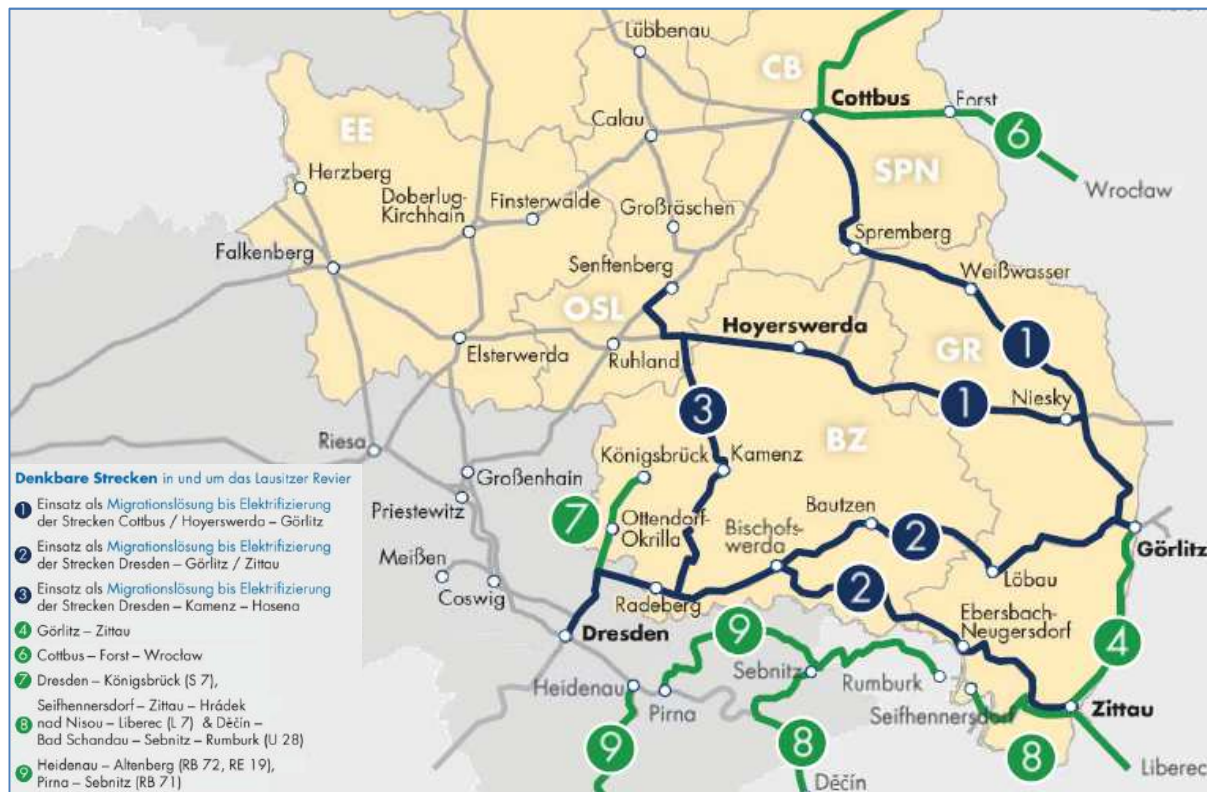 Lübbenau
CB
Cottbus
Forst
EE
Calau
6
SPN
Herzberg
Wrocław
Doberlug-
Kirchhain
Finsterwalde
Großräschen
Spremberg
Falkenberg
Senftenberg
Weißwasser
OSL
Hoyerswerda
GR
1
Elsterwerda
Ruhland
3
1
Niesky
BZ
Riesa
Königsbrück
Kamenz
Großenhain
Priestewitz
7
Ottendorf-
Okrilla
Bautzen
Bischofs-
werda
2
Görlitz
Meißen
Coswig
Radeberg
2
Löbau
Dresden
Ebersbach-
Neugersdorf
4
9
Sebnitz
Rumburk
Heidenau
Pirna
Seifhennersdorf
Zittau
9
8
8
Děčín
Liberec
Denkbare Strecken in und um das Lausitzer Revier
1 Einsatz als Migrationslösung bis Elektrifizierung
der Strecken Cottbus / Hoyerswerda – Görlitz
2 Einsatz als Migrationslösung bis Elektrifizierung
der Strecken Dresden – Görlitz / Zittau
3 Einsatz als Migrationslösung bis Elektrifizierung
der Strecken Dresden – Kamenz – Hosena
4 Görlitz – Zittau
6 Cottbus – Forst – Wrocław
7 Dresden – Königsbrück (S 7),
Seifhennersdorf – Zittau – Hrádek
8 nad Nisou – Liberec (L 7) & Děčín –
Bad Schandau – Sebnitz – Rumburk (U 28)
9 Heidenau – Altenberg (RB 72, RE 19),
Pirna – Sebnitz (RB 71)